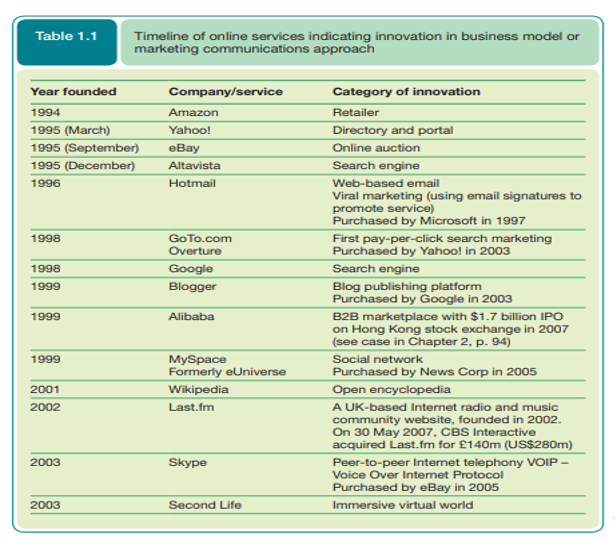 Table 1.1
Timeline of online services indicating innovation in business model or
marketing communications approach
Year founded Company/service Category of innovation
1994 Amazon Retailer
1995 (March) Yahoo! Directory and portal
1995 (September) eBay Online auction
1995 (December) Altavista Search engine
1996 Hotmail Web-based email
Viral marketing (using email signatures to
promote service)
Purchased by Microsoft in 1997
1998 GoTo.com First pay-per-click search marketing
Overture Purchased by Yahoo! in 2003
1998 Google Search engine
1999 Blogger Blog publishing platform
Purchased by Google in 2003
1999 Alibaba B2B marketplace with $1.7 billion IPO
on Hong Kong stock exchange in 2007
(see case in Chapter 2, p. 94)
1999 MySpace Social network
Formerly eUniverse Purchased by News Corp in 2005
2001 Wikipedia Open encyclopedia
2002 Last.fm A UK-based Internet radio and music
community website, founded in 2002.
On 30 May 2007, CBS Interactive
acquired Last.fm for £140m (US$280m)
2003 Skype Peer-to-peer Internet telephony VOIP –
Voice Over Internet Protocol
Purchased by eBay in 2005
2003 Second Life Immersive virtual world